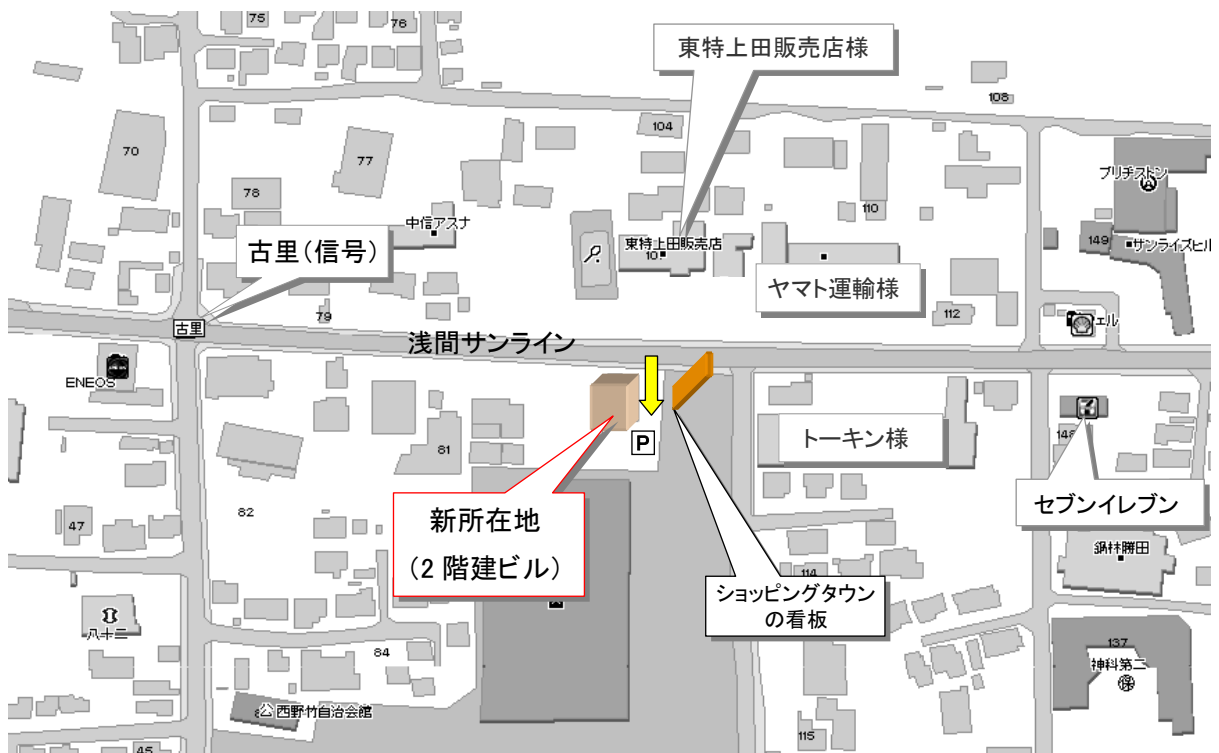 75
76
東特上田販売店様
108
70
104
77
ブリヂストン
78
110
中信アスナ
東特上田販売店
149
サンライズヒル
古里（信号）
10
ヤマト運輸様
79
112
古里
ェル
浅間サンライン
ENEOS
P
81
トーキン様
148
新所在地
（２階建ビル）
セブンイレブン
82
47
鍋林勝田
114
ショッピングタウン
の看板
八十二
137
84
神科第二
公 西野竹自治会館
115
45